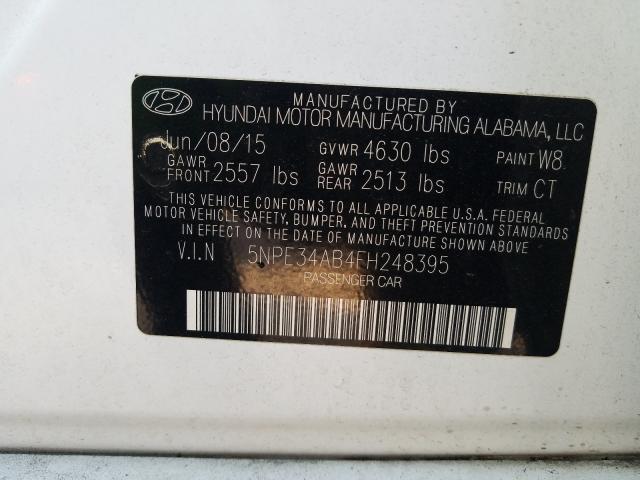 MANUFACTURED BY
HYUNDAI MOTOR MANUFACTURING ALABAMA, LLC
Jun/08/15 GVWR 4630 lbs PAINT W8
GAWR FRONT 2557 lbs GAWR REAR 2513 lbs TRIM CT
THIS VEHICLE CONFORMS TO ALL APPLICABLE U.S.A. FEDERAL
MOTOR VEHICLE SAFETY, BUMPER, AND THEFT PREVENTION STANDARDS
IN EFFECT ON THE DATE OF MANUFACTURE SHOWN ABOVE.
V.I.N 5NPE34AB4FH248395
PASSENGER CAR